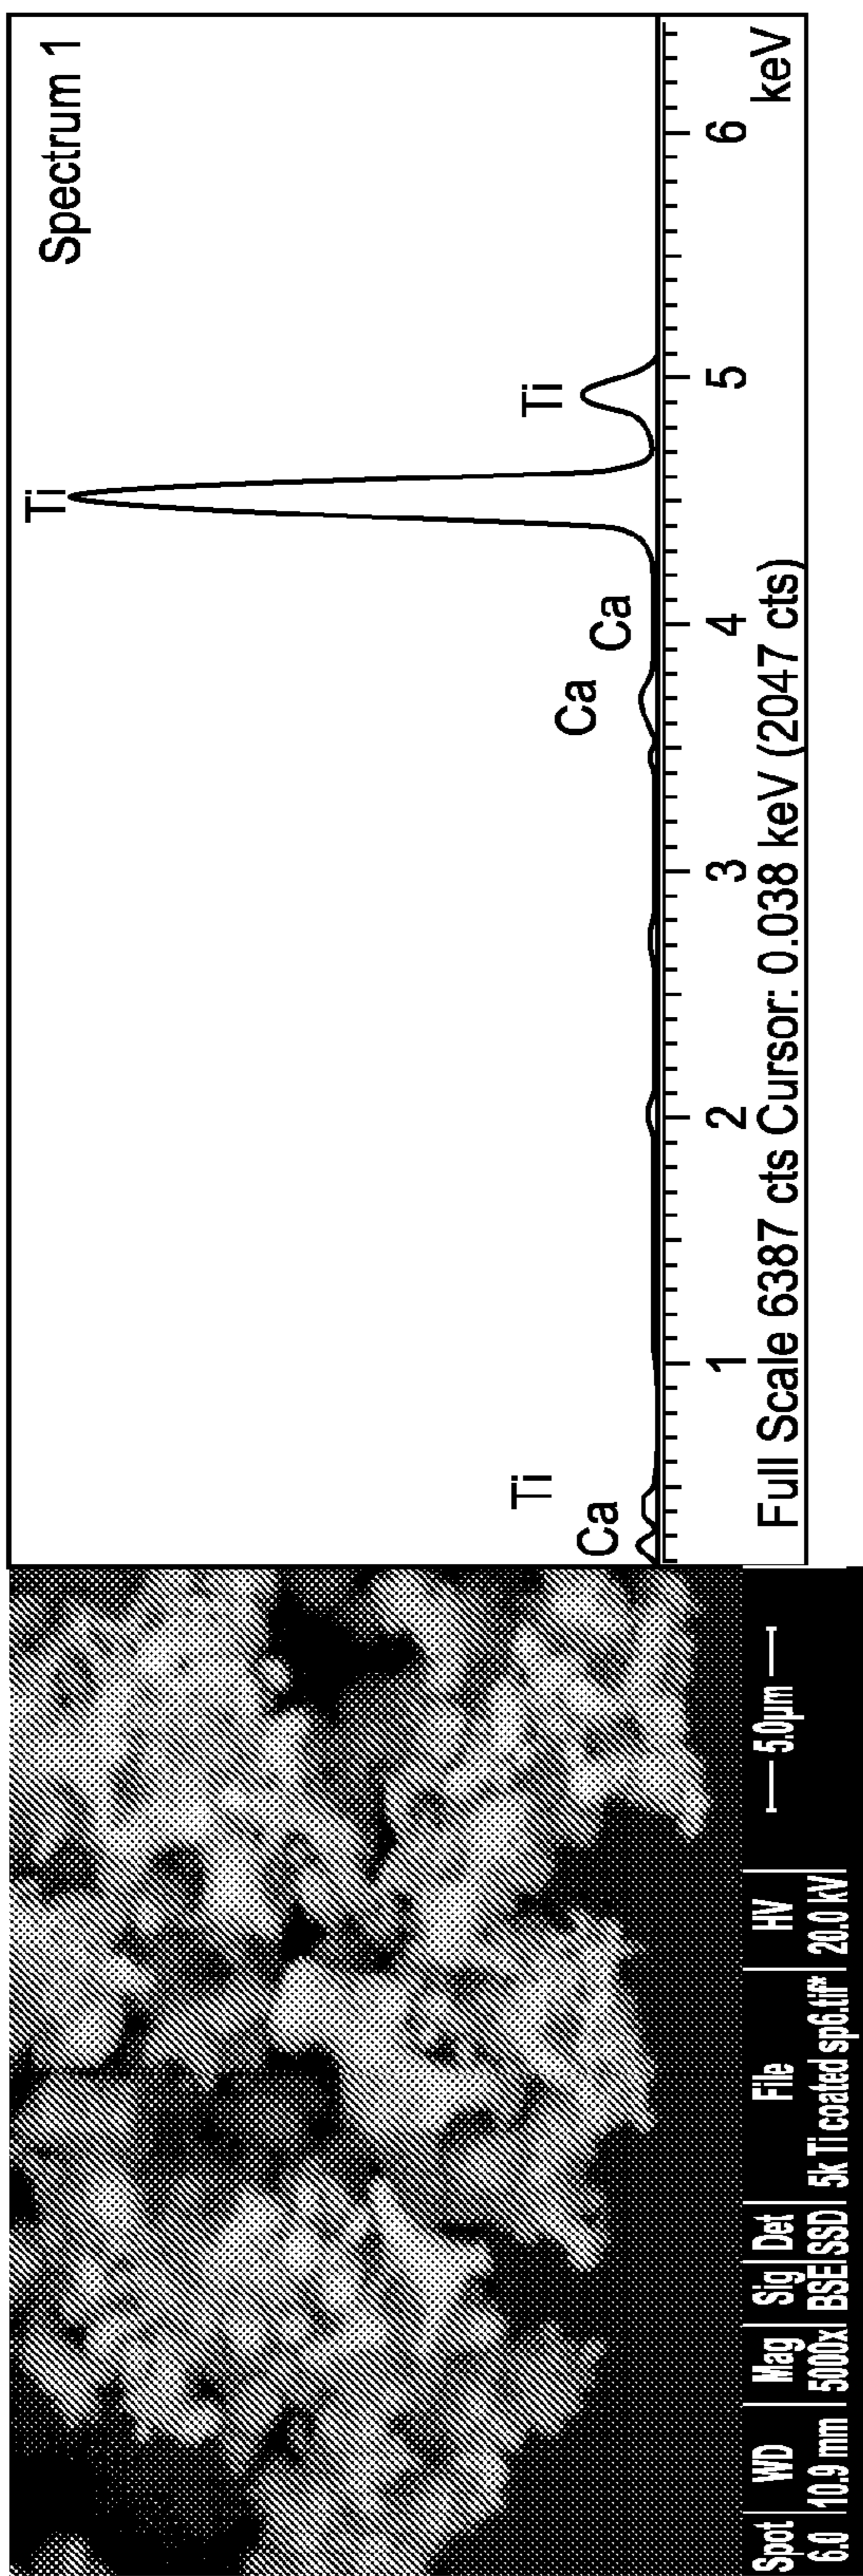 Spot
WD
Mag
Sig
Det
File
HV
— 5.0µm —
6.0
10.9 mm
5000x
BSE
SSD
5k Ti coated sp6.tif*
20.0 kV
Spectrum 1
Ti
Ti
Ca
Ca
Ti
Ca
1 2 3 4 5 6
keV
Full Scale 6387 cts Cursor: 0.038 keV (2047 cts)